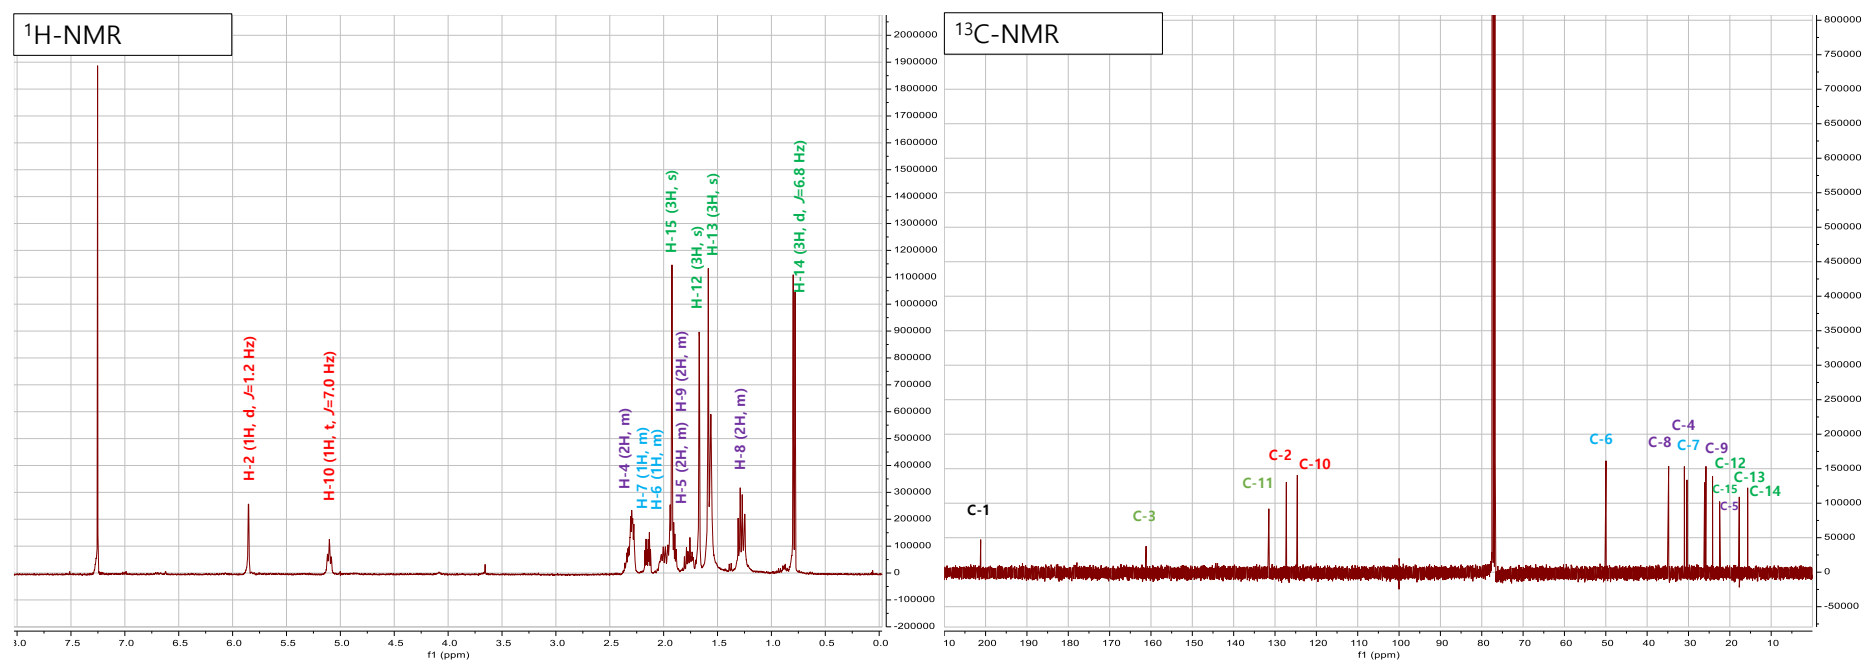 ¹H-NMR
H-2 (1H, d, J=1.2 Hz)
H-10 (1H, t, J=7.0 Hz)
H-4 (2H, m)
H-7 (1H, m)
H-6 (1H, m)
H-15 (3H, s)
H-5 (2H, m) H-9 (2H, m)
H-12 (3H, s)
H-13 (3H, s)
H-8 (2H, m)
H-14 (3H, d, J=6.8 Hz)
2000000
1900000
1800000
1700000
1600000
1500000
1400000
1300000
1200000
1100000
1000000
900000
800000
700000
600000
500000
400000
300000
200000
100000
0
-100000
-200000
8.0 7.5 7.0 6.5 6.0 5.5 5.0 4.5 4.0 3.5 3.0 2.5 2.0 1.5 1.0 0.5 0.0
f1 (ppm)
¹³C-NMR
C-1
C-3
C-11
C-2
C-10
C-6
C-4
C-8
C-7
C-9
C-12
C-13
C-15
C-14
C-5
800000
750000
700000
650000
600000
550000
500000
450000
400000
350000
300000
250000
200000
150000
100000
50000
0
-50000
210 200 190 180 170 160 150 140 130 120 110 100 90 80 70 60 50 40 30 20 10
f1 (ppm)